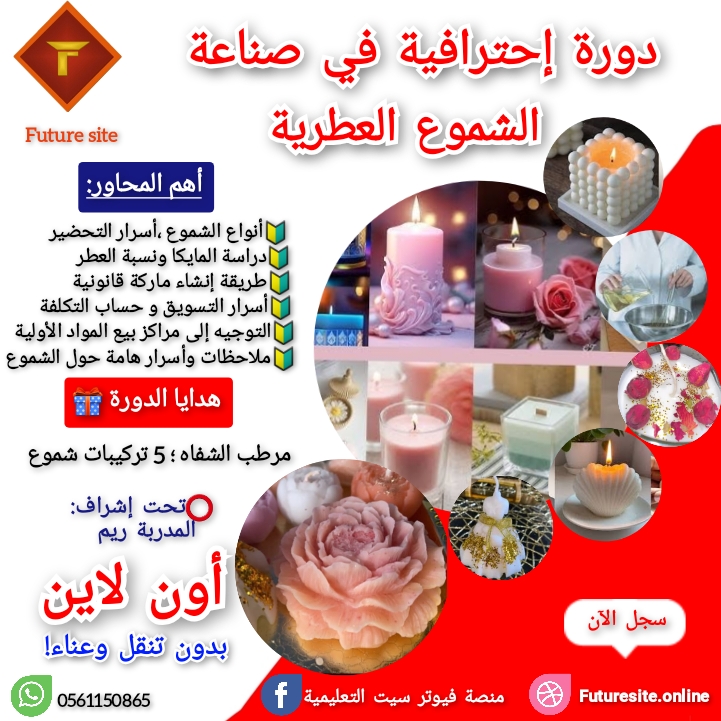 دورة إحترافية في صناعة
الشموع العطرية
Future site
أهم المحاور:
أنواع الشموع ،أسرار التحضير
دراسة المايكا ونسبة العطر
طريقة إنشاء ماركة قانونية
أسرار التسويق و حساب التكلفة
التوجيه إلى مراكز بيع المواد الأولية
ملاحظات وأسرار هامة حول الشموع
هدايا الدورة
مرطب الشفاه ؛ 5 تركيبات شموع
تحت إشراف:
المدربة ريم
أون لاين
بدون تنقل وعناء!
سجل الآن
0561150865
منصة فيوتر سيت التعليمية
Futuresite.online